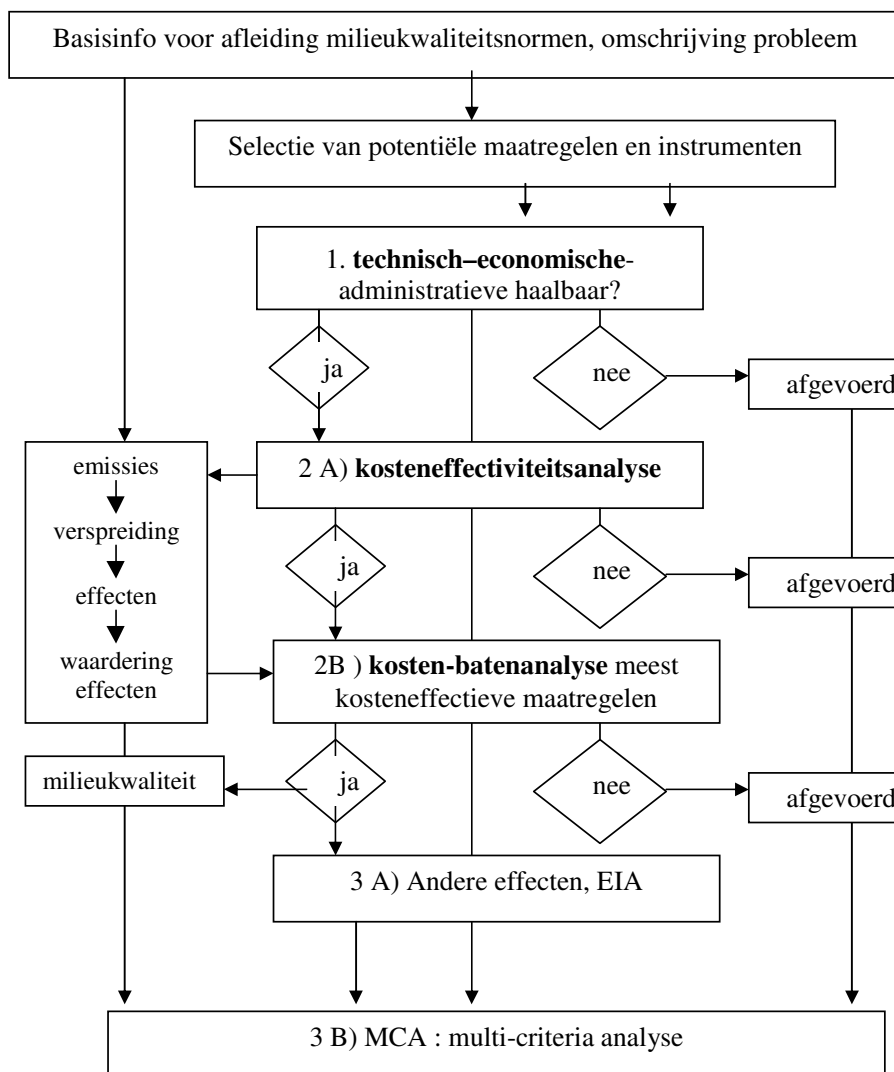 Basisinfo voor afleiding milieukwaliteitsnormen, omschrijving probleem
Selectie van potentiële maatregelen en instrumenten
1. technisch–economische-
administratieve haalbaar?
ja
nee
afgevoerd
2 A) kosteneffectiviteitsanalyse
emissies
verspreiding
effecten
waardering
effecten
ja
nee
afgevoerd
2B ) kosten-batenanalyse meest
kosteneffectieve maatregelen
milieukwaliteit
ja
nee
afgevoerd
3 A) Andere effecten, EIA
3 B) MCA : multi-criteria analyse